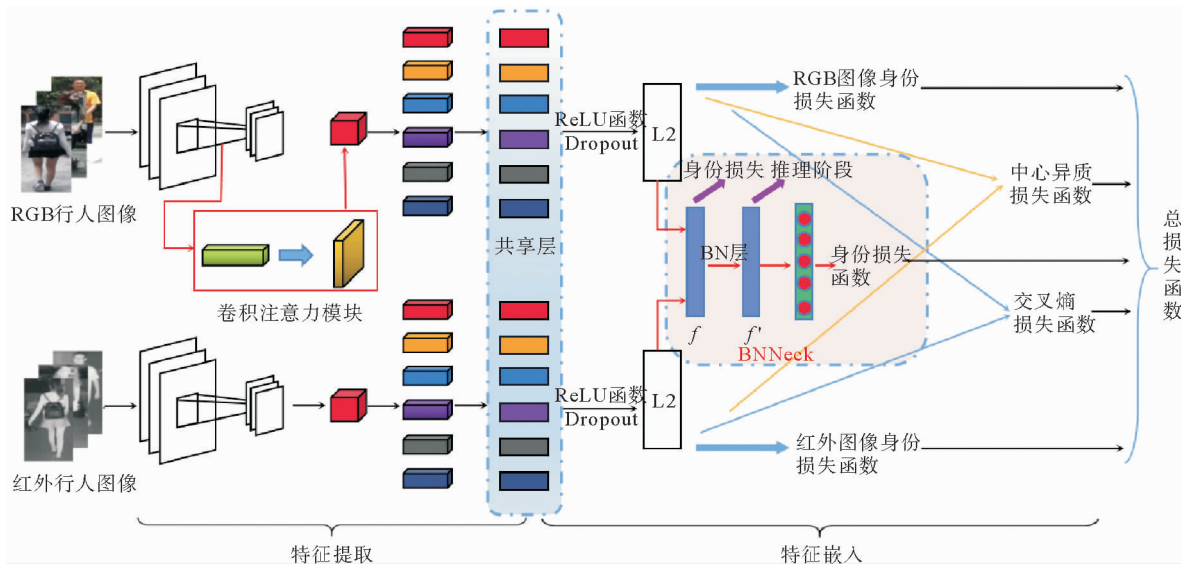 RGB行人图像
卷积注意力模块
红外行人图像
共享层
特征提取
ReLU函数
Dropout
L2
ReLU函数
Dropout
L2
身份损失
推理阶段
BN层
f
f'
身份损失
函数
BNNeck
RGB图像身份
损失函数
中心异质
损失函数
交叉熵
损失函数
红外图像身份
损失函数
总损失函数
特征嵌入